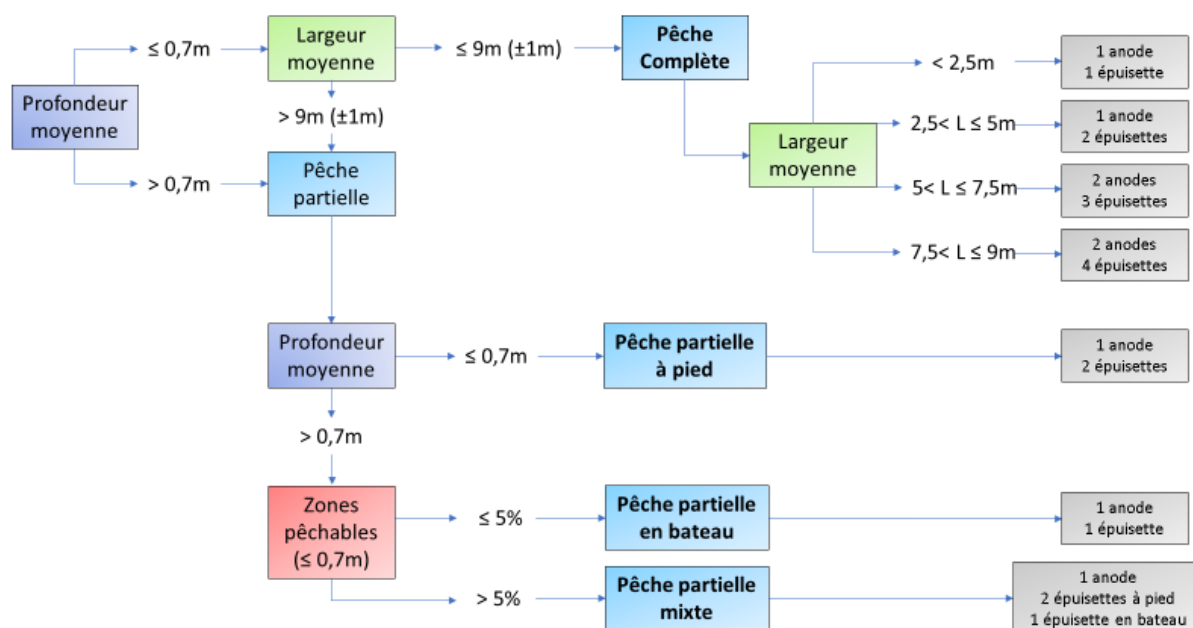 Profondeur
moyenne
≤ 0,7m
> 0,7m
Largeur
moyenne
≤ 9m (±1m)
> 9m (±1m)
Pêche
partielle
Pêche
Complète
Largeur
moyenne
< 2,5m
1 anode
1 épuisette
2,5< L ≤ 5m
1 anode
2 épuisettes
5< L ≤ 7,5m
2 anodes
3 épuisettes
7,5< L ≤ 9m
2 anodes
4 épuisettes
Profondeur
moyenne
≤ 0,7m
Pêche partielle
à pied
1 anode
2 épuisettes
> 0,7m
Zones
pêchables
(≤ 0,7m)
≤ 5%
Pêche partielle
en bateau
1 anode
1 épuisette
> 5%
Pêche partielle
mixte
1 anode
2 épuisettes à pied
1 épuisette en bateau